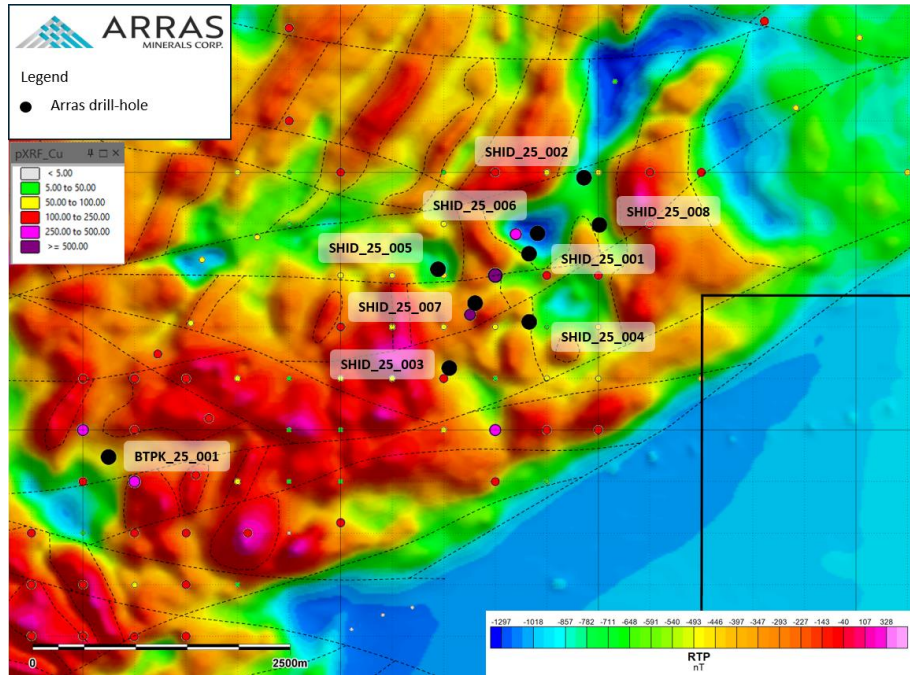 ARRAS
MINERALS CORP.
Legend
Arras drill-hole
pXRF_Cu
< 5.00
5.00 to 50.00
50.00 to 100.00
100.00 to 250.00
250.00 to 500.00
>= 500.00
SHID_25_002
SHID_25_006
SHID_25_008
SHID_25_005
SHID_25_001
SHID_25_007
SHID_25_004
SHID_25_003
BTPK_25_001
0 2500m
-1297 -1018 -857 -782 -711 -648 -591 -540 -493 -446 -397 -347 -293 -227 -143 -40 107 328
RTP
nT